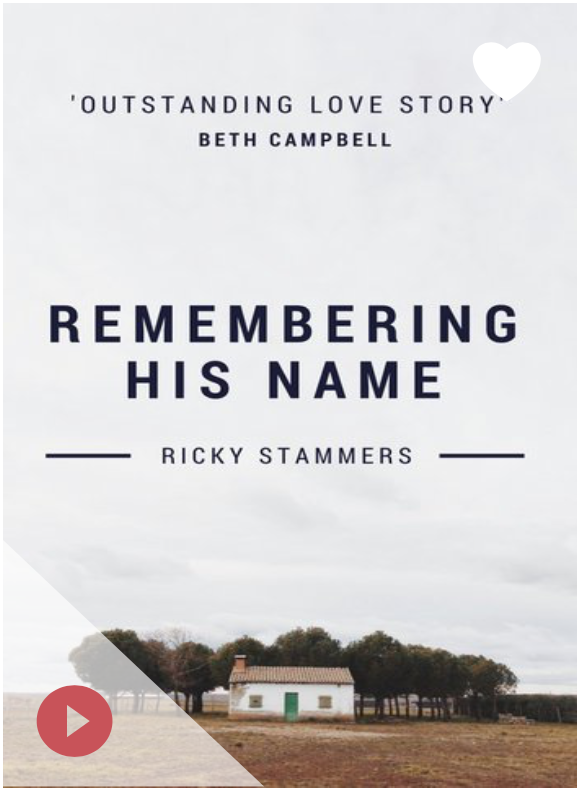 'OUTSTANDING LOVE STORY'
BETH CAMPBELL
REMEMBERING
HIS NAME
RICKY STAMMERS